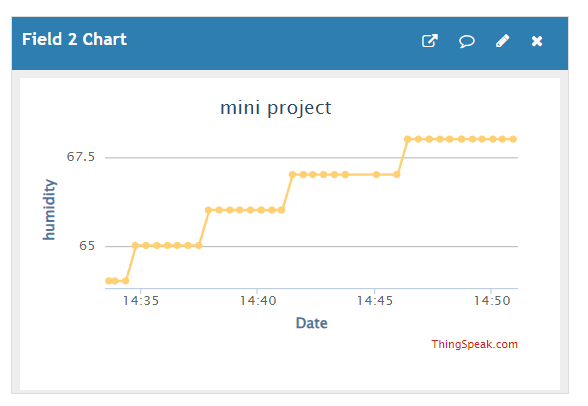 Field 2 Chart
mini project
67.5
65
humidity
14:35 14:40 14:45 14:50
Date
ThingSpeak.com